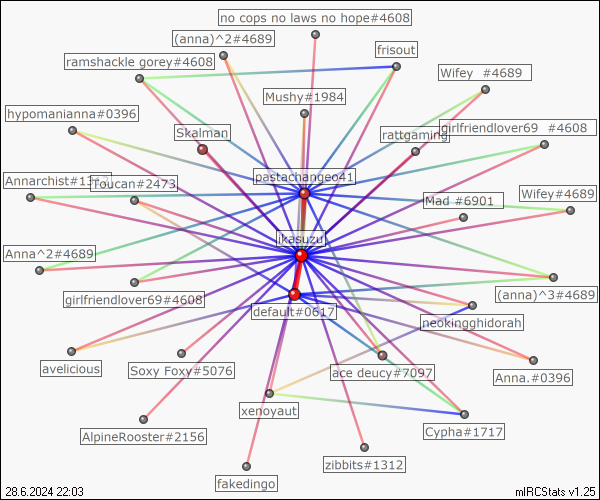 no cops no laws no hope#4608
(anna)^2#4689
frisout
ramshackle gorey#4608
Wifey #4689
Mushy#1984
hypomanianna#0396
Skalman
rattgaming
girlfriendlover69 #4608
pastachangeo41
Annarchist#13
Toucan#2473
Mad #6901
Wifey#4689
ikasuzu
Anna^2#4689
girlfriendlover69#4608
(anna)^3#4689
default#0617
neokingghidorah
avelicious
Soxy Foxy#5076
ace deucy#7097
Anna.#0396
xenoyaut
AlpineRooster#2156
Cypha#1717
zibbits#1312
fakedingo
28.6.2024 22:03
mIRCStats v1.25